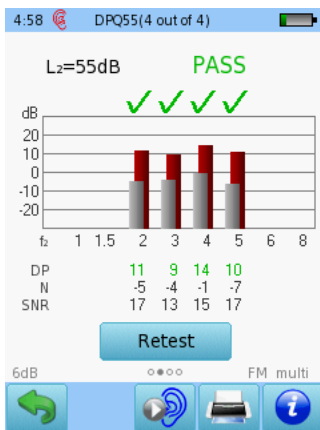 4:58 DPQ55(4 out of 4)
L₂=55dB PASS
dB
20
10
0
-10
-20
f₂ 1 1.5 2 3 4 5 6 8
DP 11 9 14 10
N -5 -4 -1 -7
SNR 17 13 15 17
Retest
6dB FM multi
i